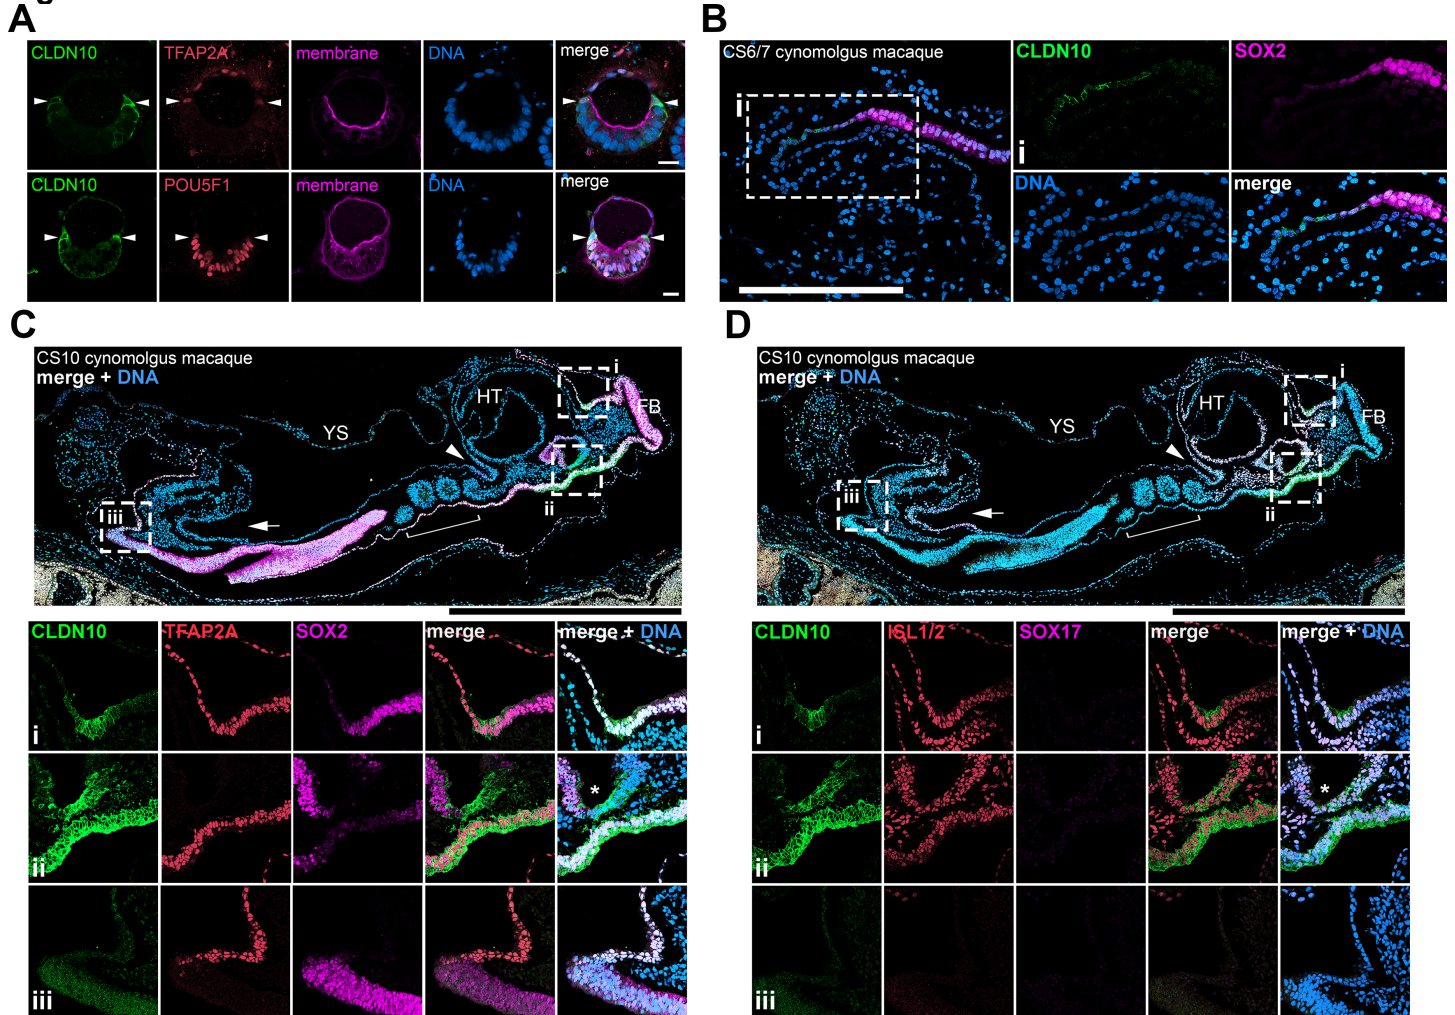 A
CLDN10 TFAP2A membrane DNA merge
CLDN10 POU5F1 membrane DNA merge
B
CS6/7 cynomolgus macaque
i
CLDN10 SOX2
i
DNA merge
C
CS10 cynomolgus macaque
merge + DNA
i
HT
FB
YS
iii
ii
CLDN10 TFAP2A SOX2 merge merge + DNA
i
ii
*
iii
D
CS10 cynomolgus macaque
merge + DNA
i
HT
FB
YS
iii
ii
CLDN10 ISL1/2 SOX17 merge merge + DNA
i
ii
*
iii